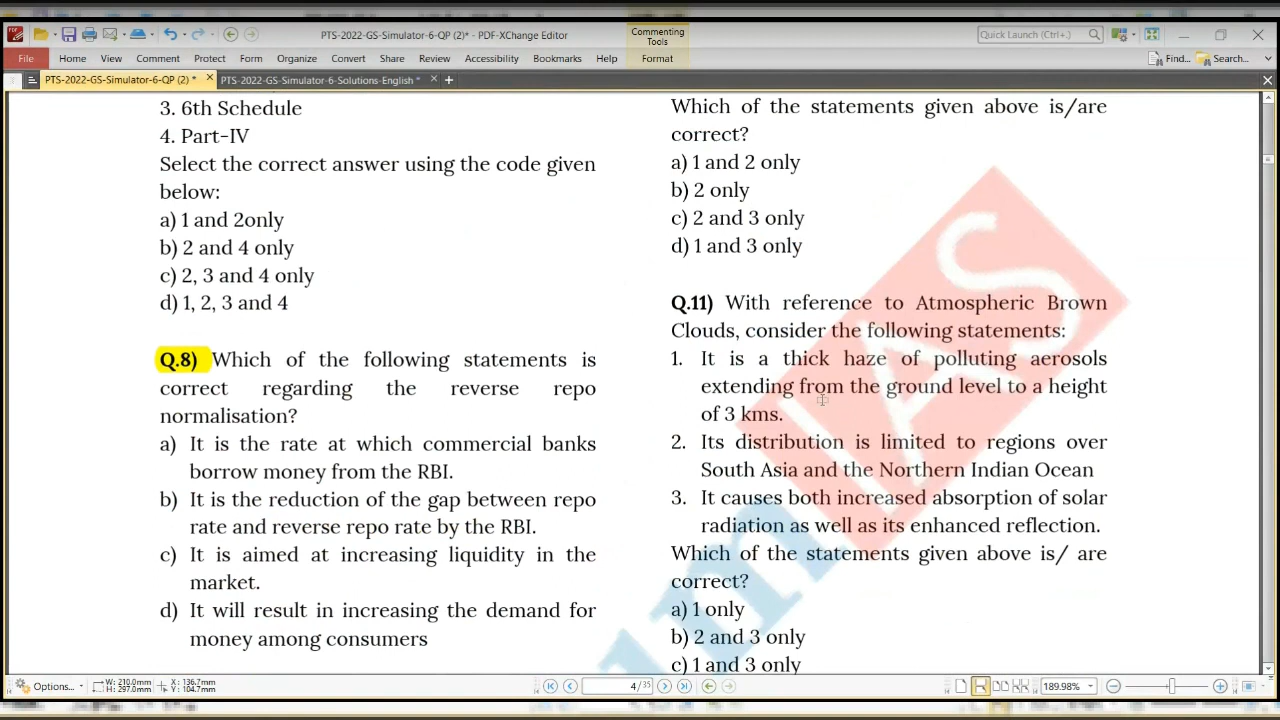 PTS-2022-GS-Simulator-6-QP (2)* - PDF-XChange Editor
Commenting
Tools
Quick Launch (Ctrl+.)
File
Home
View
Comment
Protect
Form
Organize
Convert
Share
Review
Accessibility
Bookmarks
Help
Format
Find...
Search...
PTS-2022-GS-Simulator-6-QP (2) *
PTS-2022-GS-Simulator-6-Solutions-English *
3. 6th Schedule
4. Part-IV
Select the correct answer using the code given
below:
a) 1 and 2only
b) 2 and 4 only
c) 2, 3 and 4 only
d) 1, 2, 3 and 4
Q.8) Which of the following statements is
correct regarding the reverse repo
normalisation?
a) It is the rate at which commercial banks
borrow money from the RBI.
b) It is the reduction of the gap between repo
rate and reverse repo rate by the RBI.
c) It is aimed at increasing liquidity in the
market.
d) It will result in increasing the demand for
money among consumers
Which of the statements given above is/are
correct?
a) 1 and 2 only
b) 2 only
c) 2 and 3 only
d) 1 and 3 only
Q.11) With reference to Atmospheric Brown
Clouds, consider the following statements:
1. It is a thick haze of polluting aerosols
extending from the ground level to a height
of 3 kms.
2. Its distribution is limited to regions over
South Asia and the Northern Indian Ocean
3. It causes both increased absorption of solar
radiation as well as its enhanced reflection.
Which of the statements given above is/ are
correct?
a) 1 only
b) 2 and 3 only
c) 1 and 3 only
IAS
Options...
W: 210.0mm
H: 297.0mm
X: 136.7mm
Y: 104.7mm
4 /35
189.98%